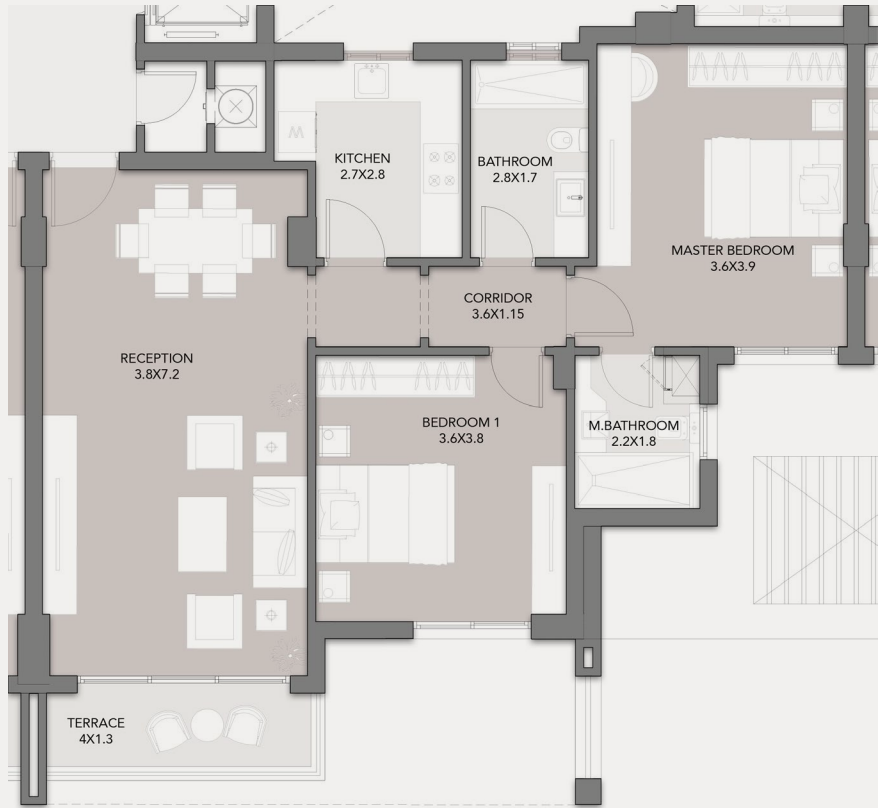 KITCHEN
2.7X2.8
BATHROOM
2.8X1.7
MASTER BEDROOM
3.6X3.9
CORRIDOR
3.6X1.15
RECEPTION
3.8X7.2
BEDROOM 1
3.6X3.8
M.BATHROOM
2.2X1.8
TERRACE
4X1.3
W